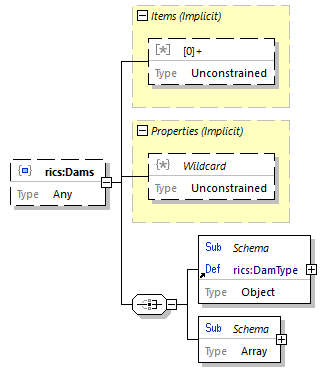 Items (Implicit)
[0]+
Type Unconstrained
Properties (Implicit)
Wildcard
Type Unconstrained
rics:Dams
Type Any
Sub Schema
Def rics:DamType
Type Object
Sub Schema
Type Array